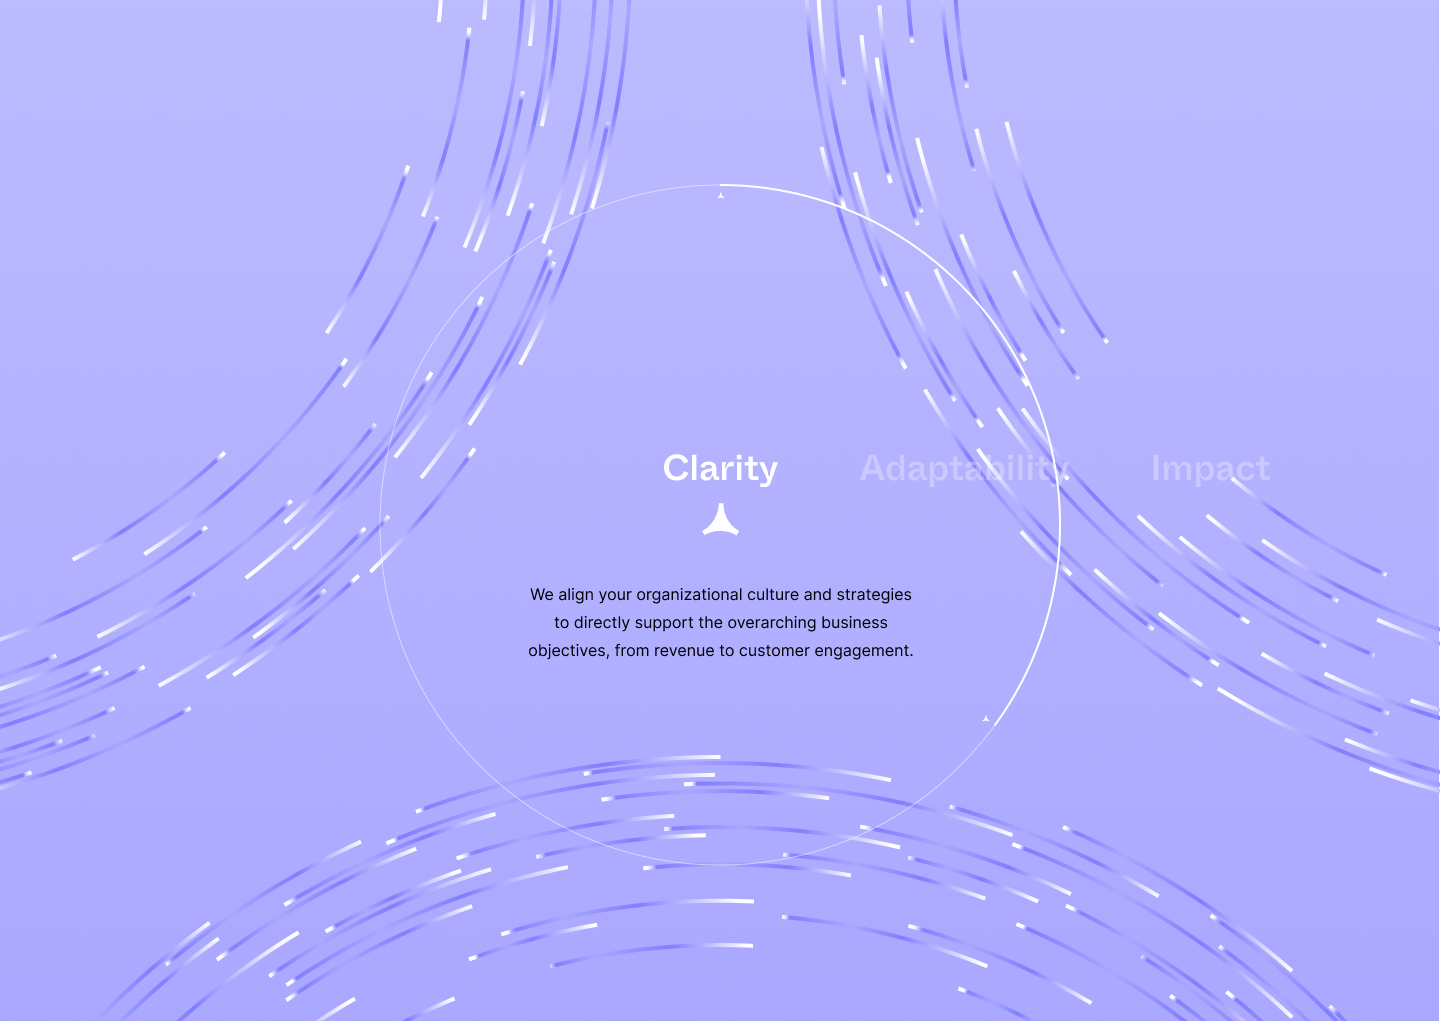 Clarity Adaptability Impact
We align your organizational culture and strategies
to directly support the overarching business
objectives, from revenue to customer engagement.